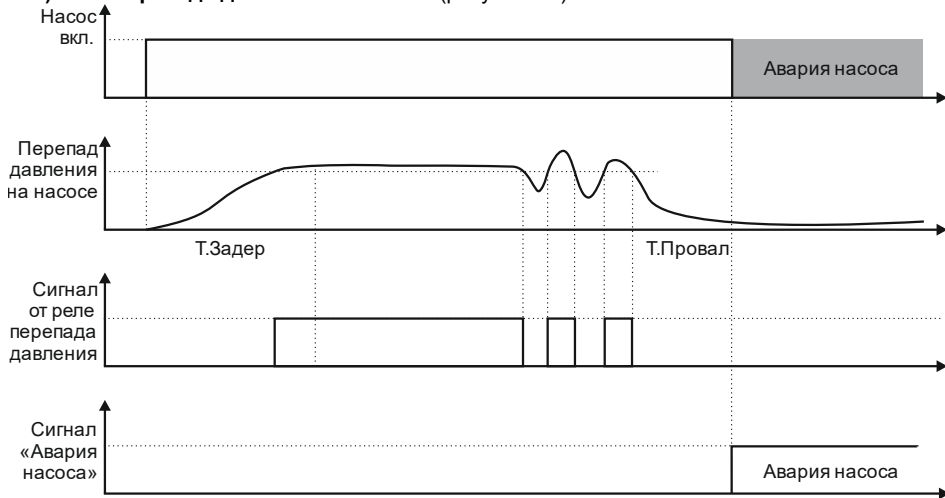 Насос
вкл.
Авария насоса
Перепад
давления
на насосе
Т.Задер
Т.Провал
Сигнал
от реле
перепада
давления
Сигнал
«Авария
насоса»
Авария насоса